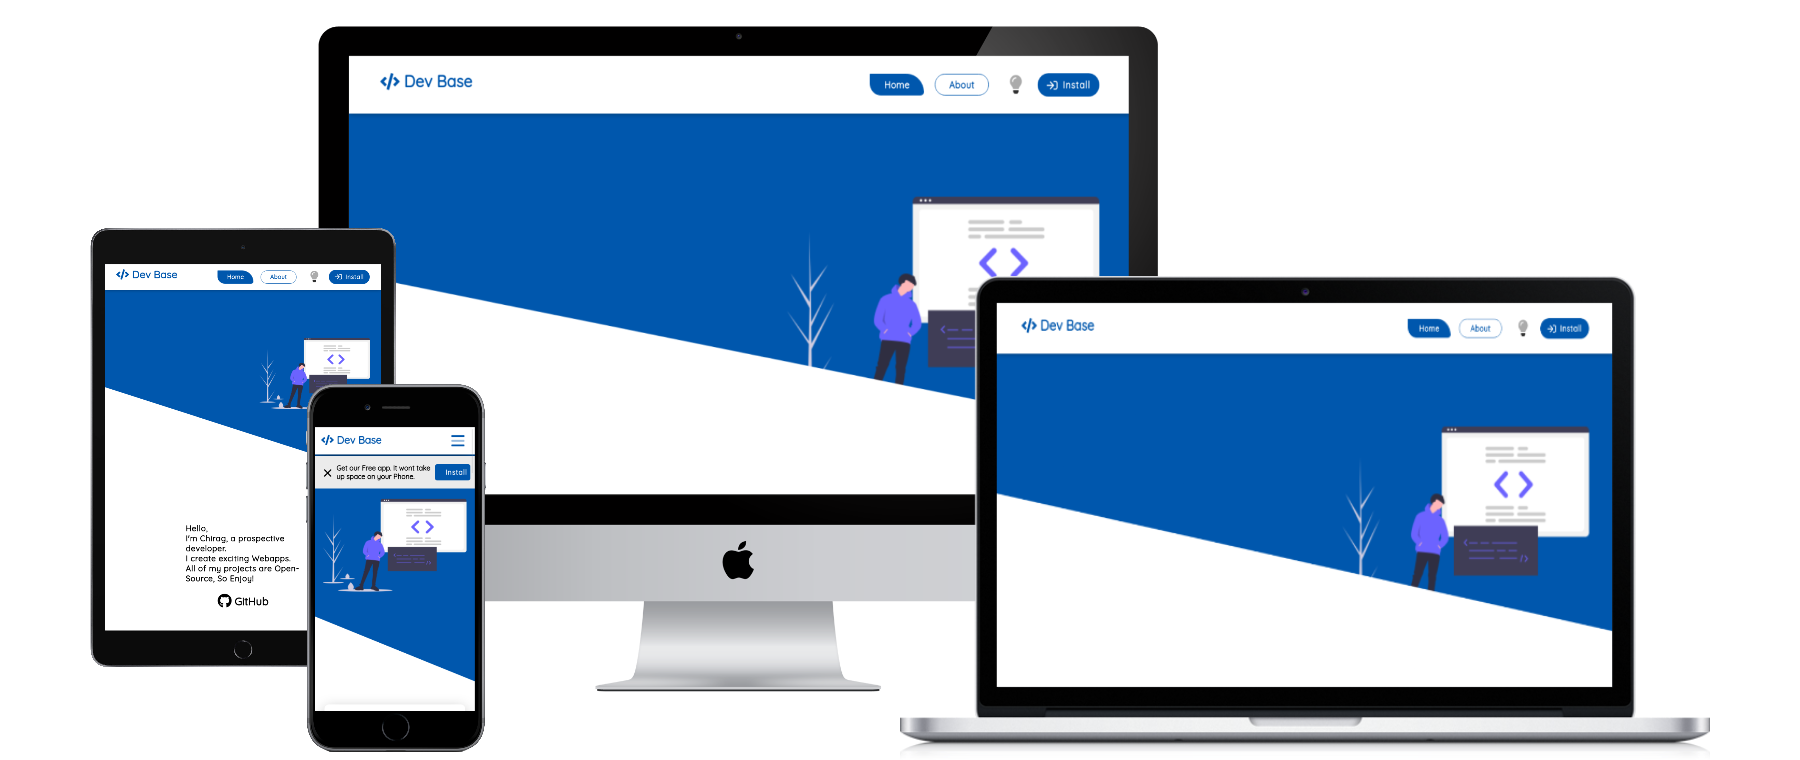 </> Dev Base
Home
About
Install
</> Dev Base
Home
About
Install
Hello,
I'm Chirag, a prospective
developer.
I create exciting Webapps.
All of my projects are Open-
Source, So Enjoy!
GitHub
</> Dev Base
Get our Free app. It wont take
up space on your Phone.
Install
</> Dev Base
Home
About
Install